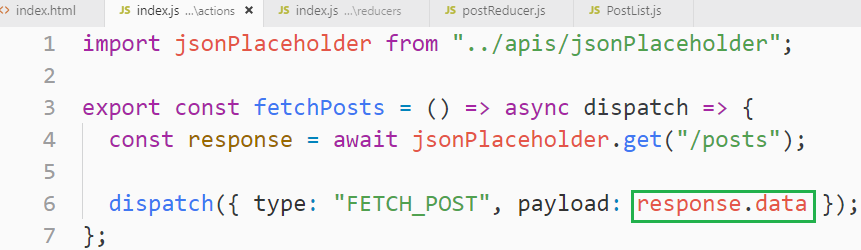 <> index.html JS index.js ...\actions × JS index.js ...\reducers JS postReducer.js JS PostList.js
1 import jsonPlaceholder from "../apis/jsonPlaceholder";
2
3 export const fetchPosts = () => async dispatch => {
4 const response = await jsonPlaceholder.get("/posts");
5
6 dispatch({ type: "FETCH_POST", payload: response.data });
7 };